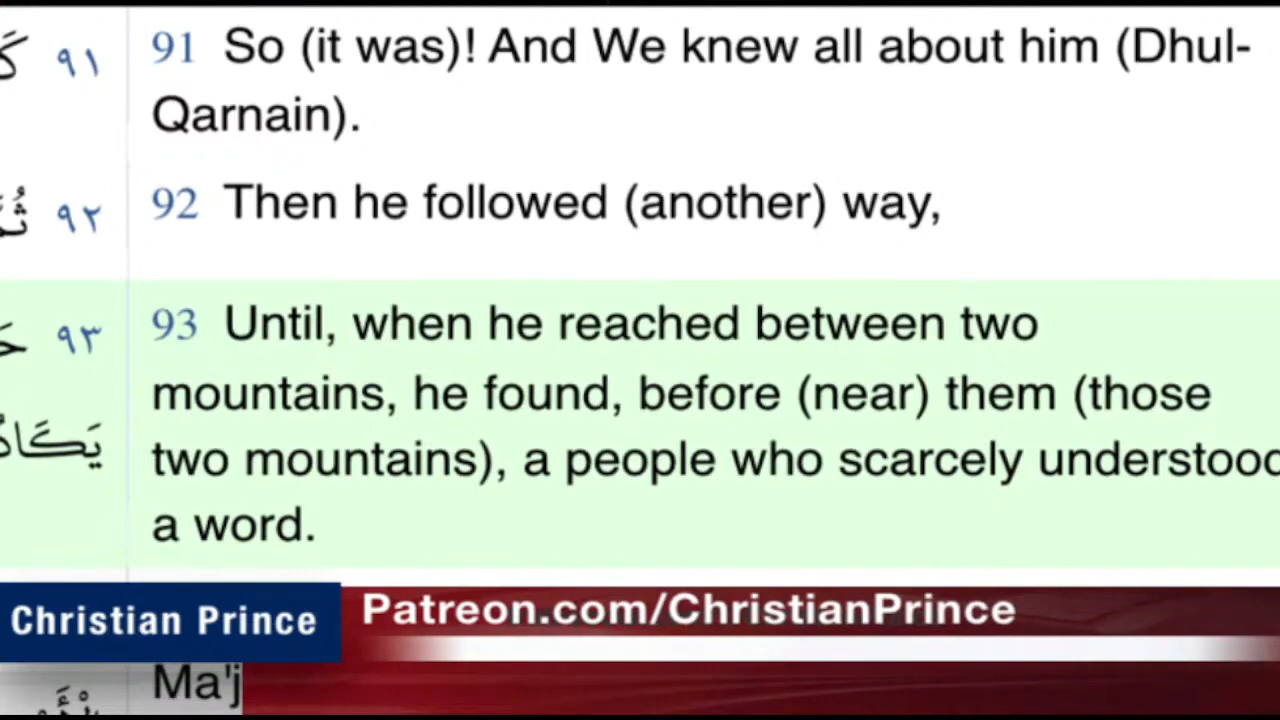 ٩١ 91 So (it was)! And We knew all about him (Dhul-
Qarnain).
٩٢ 92 Then he followed (another) way,
٩٣ 93 Until, when he reached between two
mountains, he found, before (near) them (those
two mountains), a people who scarcely understood
a word.
Christian Prince
Patreon.com/ChristianPrince
Ma'j